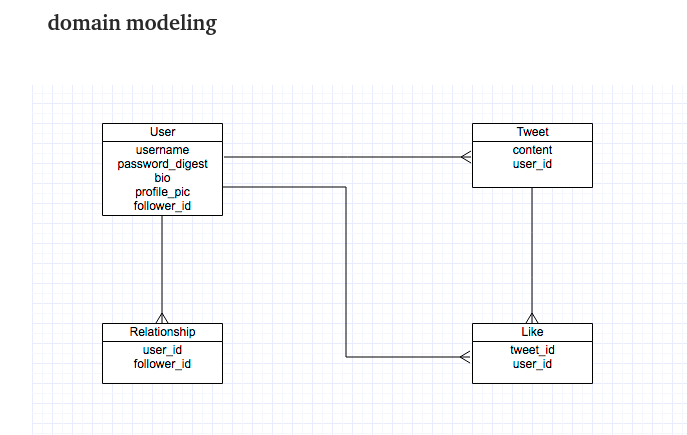 domain modeling
User
username
password_digest
bio
profile_pic
follower_id
Tweet
content
user_id
Relationship
user_id
follower_id
Like
tweet_id
user_id